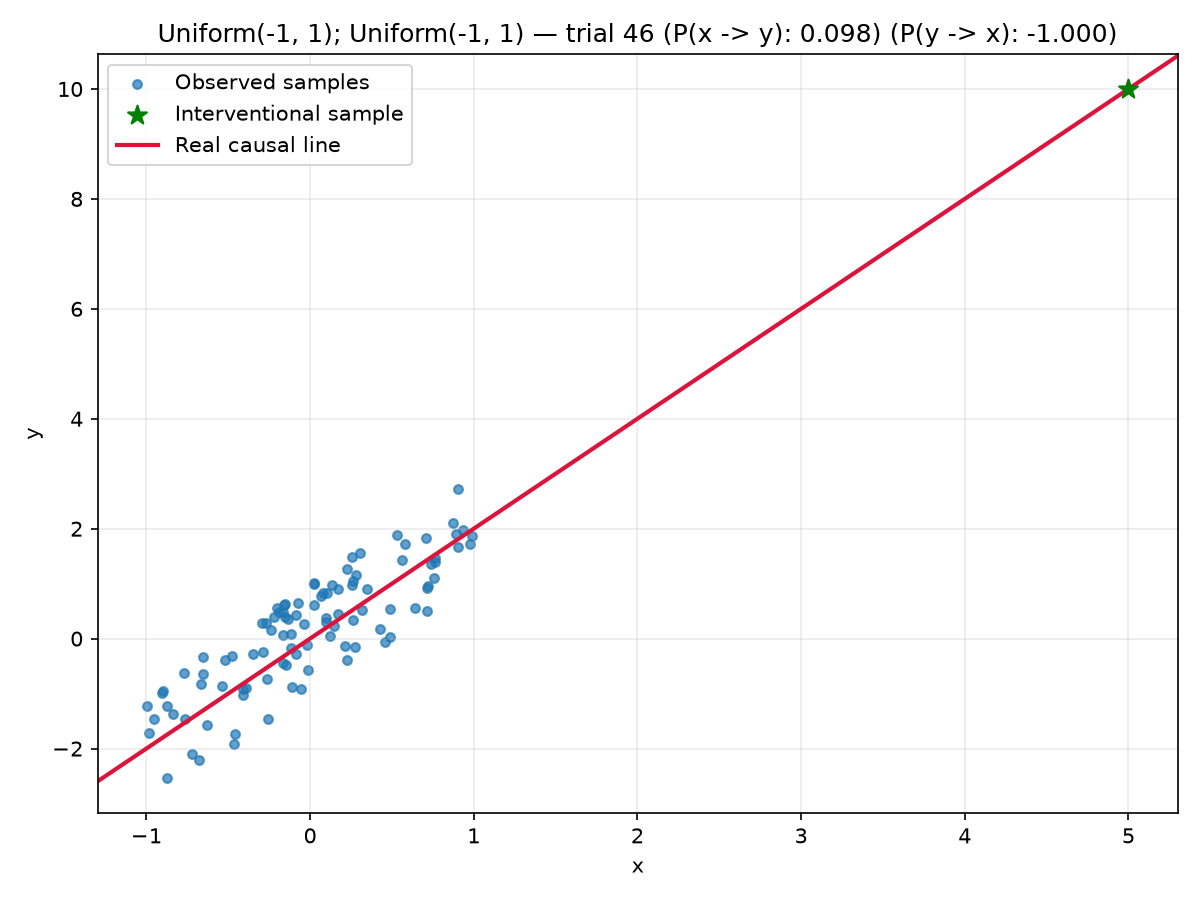 Uniform(-1, 1); Uniform(-1, 1) — trial 46 (P(x -> y): 0.098) (P(y -> x): -1.000)
Observed samples
Interventional sample
Real causal line
10
8
6
4
2
0
−2
y
−1
0
1
2
3
4
5
x